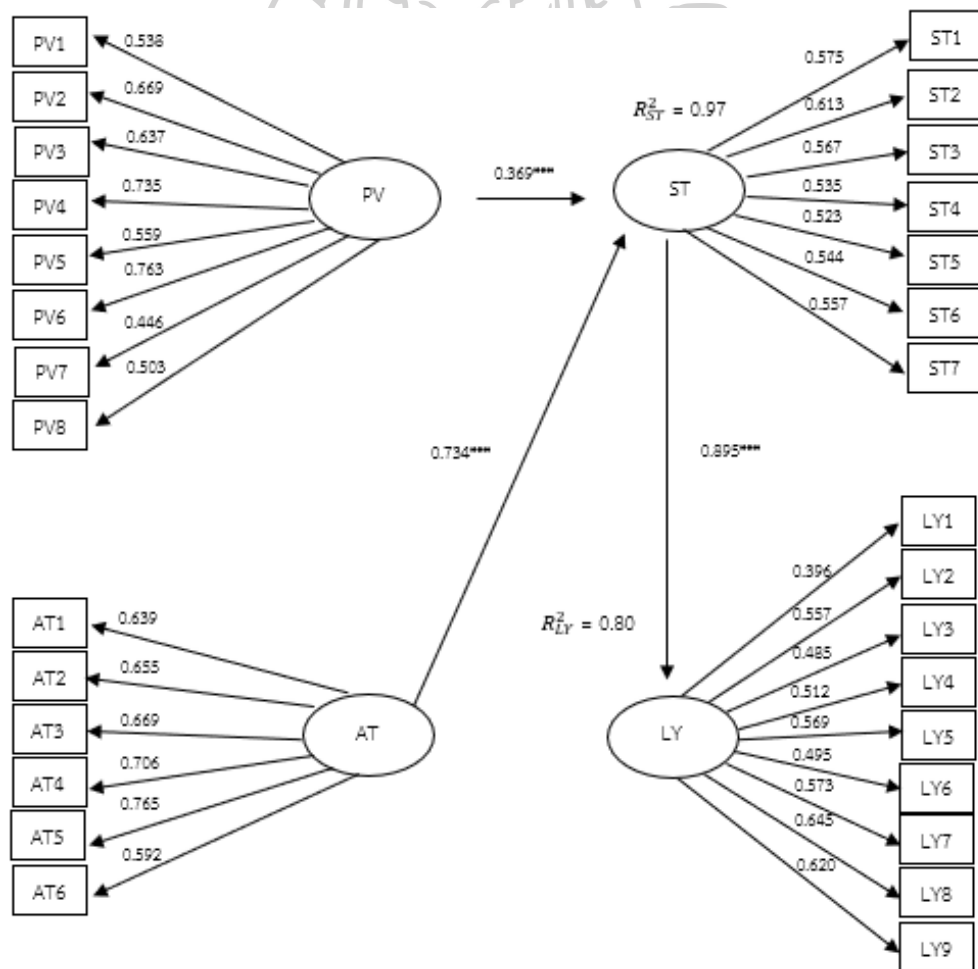 PV1
PV2
PV3
PV4
PV5
PV6
PV7
PV8
0.538
0.669
0.637
0.735
0.559
0.763
0.446
0.503
PV
0.369***
R²ST = 0.97
ST
0.575
0.613
0.567
0.535
0.523
0.544
0.557
ST1
ST2
ST3
ST4
ST5
ST6
ST7
0.734***
0.895***
AT1
AT2
AT3
AT4
AT5
AT6
0.639
0.655
0.669
0.706
0.765
0.592
AT
R²LY = 0.80
LY
0.396
0.557
0.485
0.512
0.569
0.495
0.573
0.645
0.620
LY1
LY2
LY3
LY4
LY5
LY6
LY7
LY8
LY9